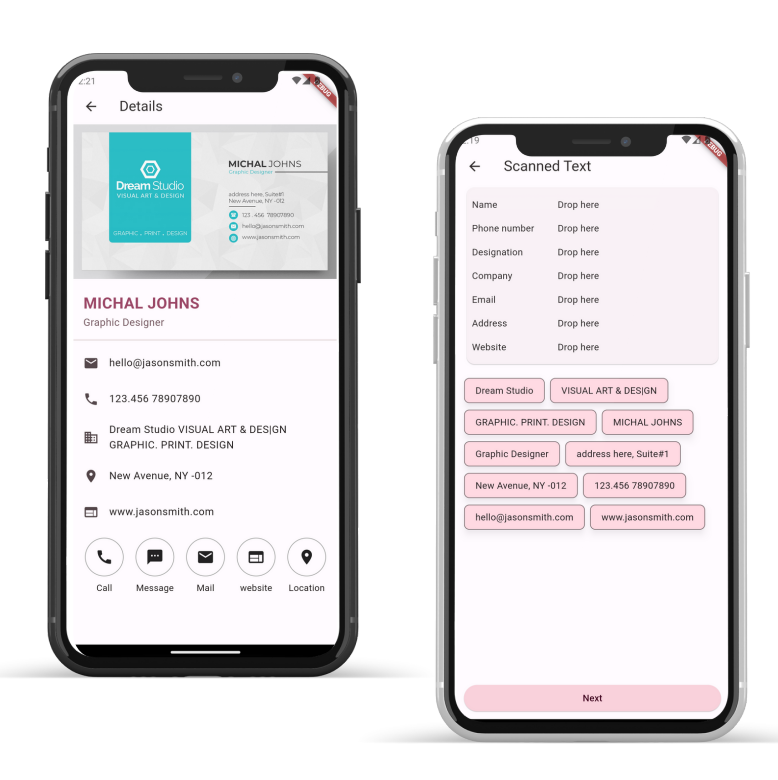 2:21
Details
Dream Studio
VISUAL ART & DESIGN
GRAPHIC _ PRINT _ DESIGN
MICHAL JOHNS
Graphic Designer
address here, Suite#1
New Avenue, NY -012
123 . 456 78907890
hello@jasonsmith.com
www.jasonsmith.com
MICHAL JOHNS
Graphic Designer
hello@jasonsmith.com
123.456 78907890
Dream Studio VISUAL ART & DES|GN
GRAPHIC. PRINT. DESIGN
New Avenue, NY -012
www.jasonsmith.com
Call Message Mail website Location
:19
Scanned Text
Name Drop here
Phone number Drop here
Designation Drop here
Company Drop here
Email Drop here
Address Drop here
Website Drop here
Dream Studio VISUAL ART & DES|GN
GRAPHIC. PRINT. DESIGN MICHAL JOHNS
Graphic Designer address here, Suite#1
New Avenue, NY -012 123.456 78907890
hello@jasonsmith.com www.jasonsmith.com
Next